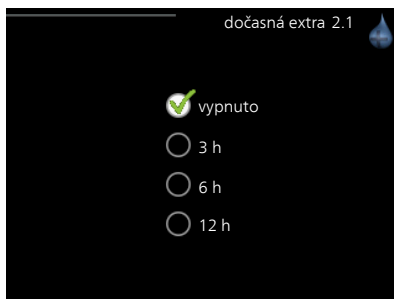 dočasná extra 2.1
vypnuto
3 h
6 h
12 h